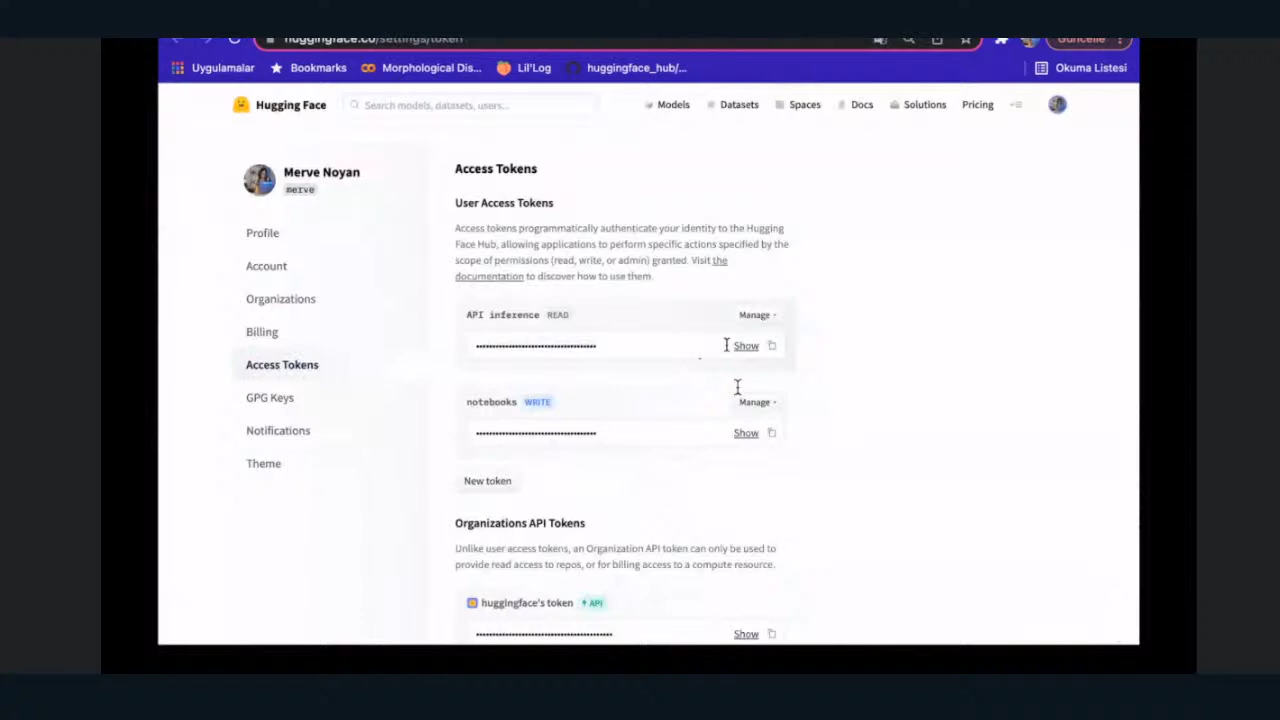 huggingface.co/settings/token
Güncelle
Uygulamalar
Bookmarks
Morphological Dis...
Lil'Log
huggingface_hub/...
Okuma Listesi
Hugging Face
Search models, datasets, users...
Models
Datasets
Spaces
Docs
Solutions
Pricing
Merve Noyan
merve
Profile
Account
Organizations
Billing
Access Tokens
GPG Keys
Notifications
Theme
Access Tokens
User Access Tokens
Access tokens programmatically authenticate your identity to the Hugging
Face Hub, allowing applications to perform specific actions specified by the
scope of permissions (read, write, or admin) granted. Visit the
documentation to discover how to use them.
API inference READ
Manage
Show
notebooks WRITE
Manage
Show
New token
Organizations API Tokens
Unlike user access tokens, an Organization API token can only be used to
provide read access to repos, or for billing access to a compute resource.
huggingface's token API
Show